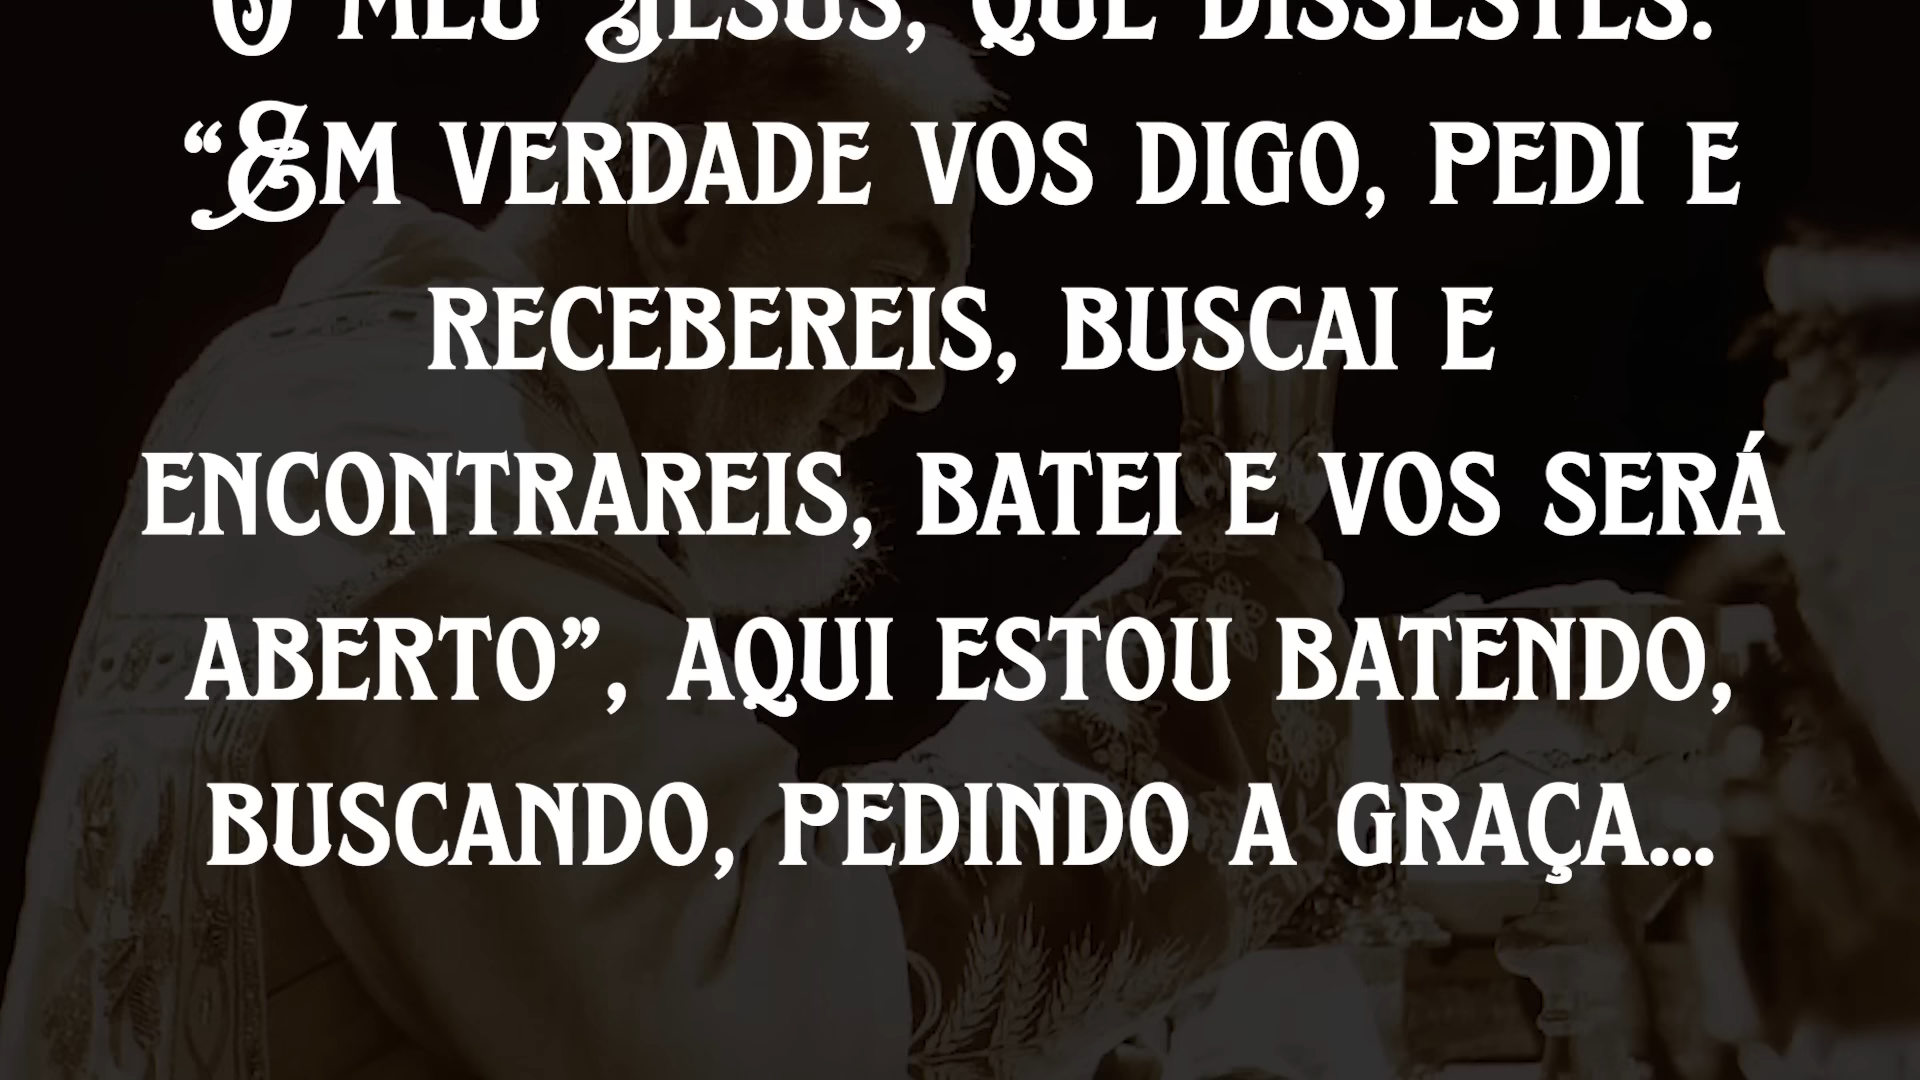 Ó meu Jesus, que dissestes:
“Em verdade vos digo, pedi e
recebereis, buscai e
encontrareis, batei e vos será
aberto”, aqui estou batendo,
buscando, pedindo a graça...